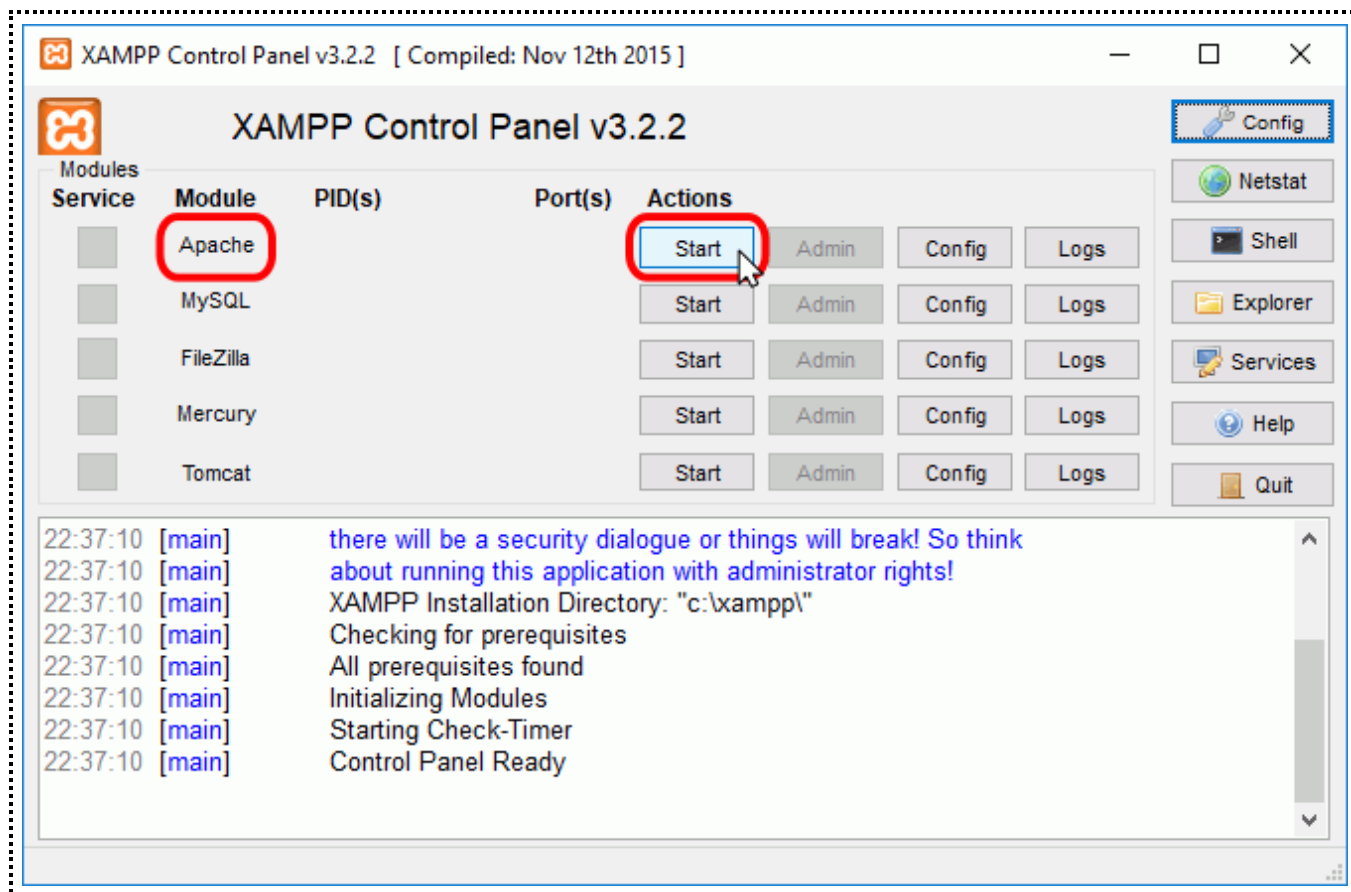 XAMPP Control Panel v3.2.2 [ Compiled: Nov 12th 2015 ]
XAMPP Control Panel v3.2.2
Config
Modules
Netstat
Service Module PID(s) Port(s) Actions
Apache Start Admin Config Logs
Shell
MySQL Start Admin Config Logs
Explorer
FileZilla Start Admin Config Logs
Services
Mercury Start Admin Config Logs
Help
Tomcat Start Admin Config Logs
Quit
22:37:10 [main] there will be a security dialogue or things will break! So think
22:37:10 [main] about running this application with administrator rights!
22:37:10 [main] XAMPP Installation Directory: "c:\xampp\"
22:37:10 [main] Checking for prerequisites
22:37:10 [main] All prerequisites found
22:37:10 [main] Initializing Modules
22:37:10 [main] Starting Check-Timer
22:37:10 [main] Control Panel Ready